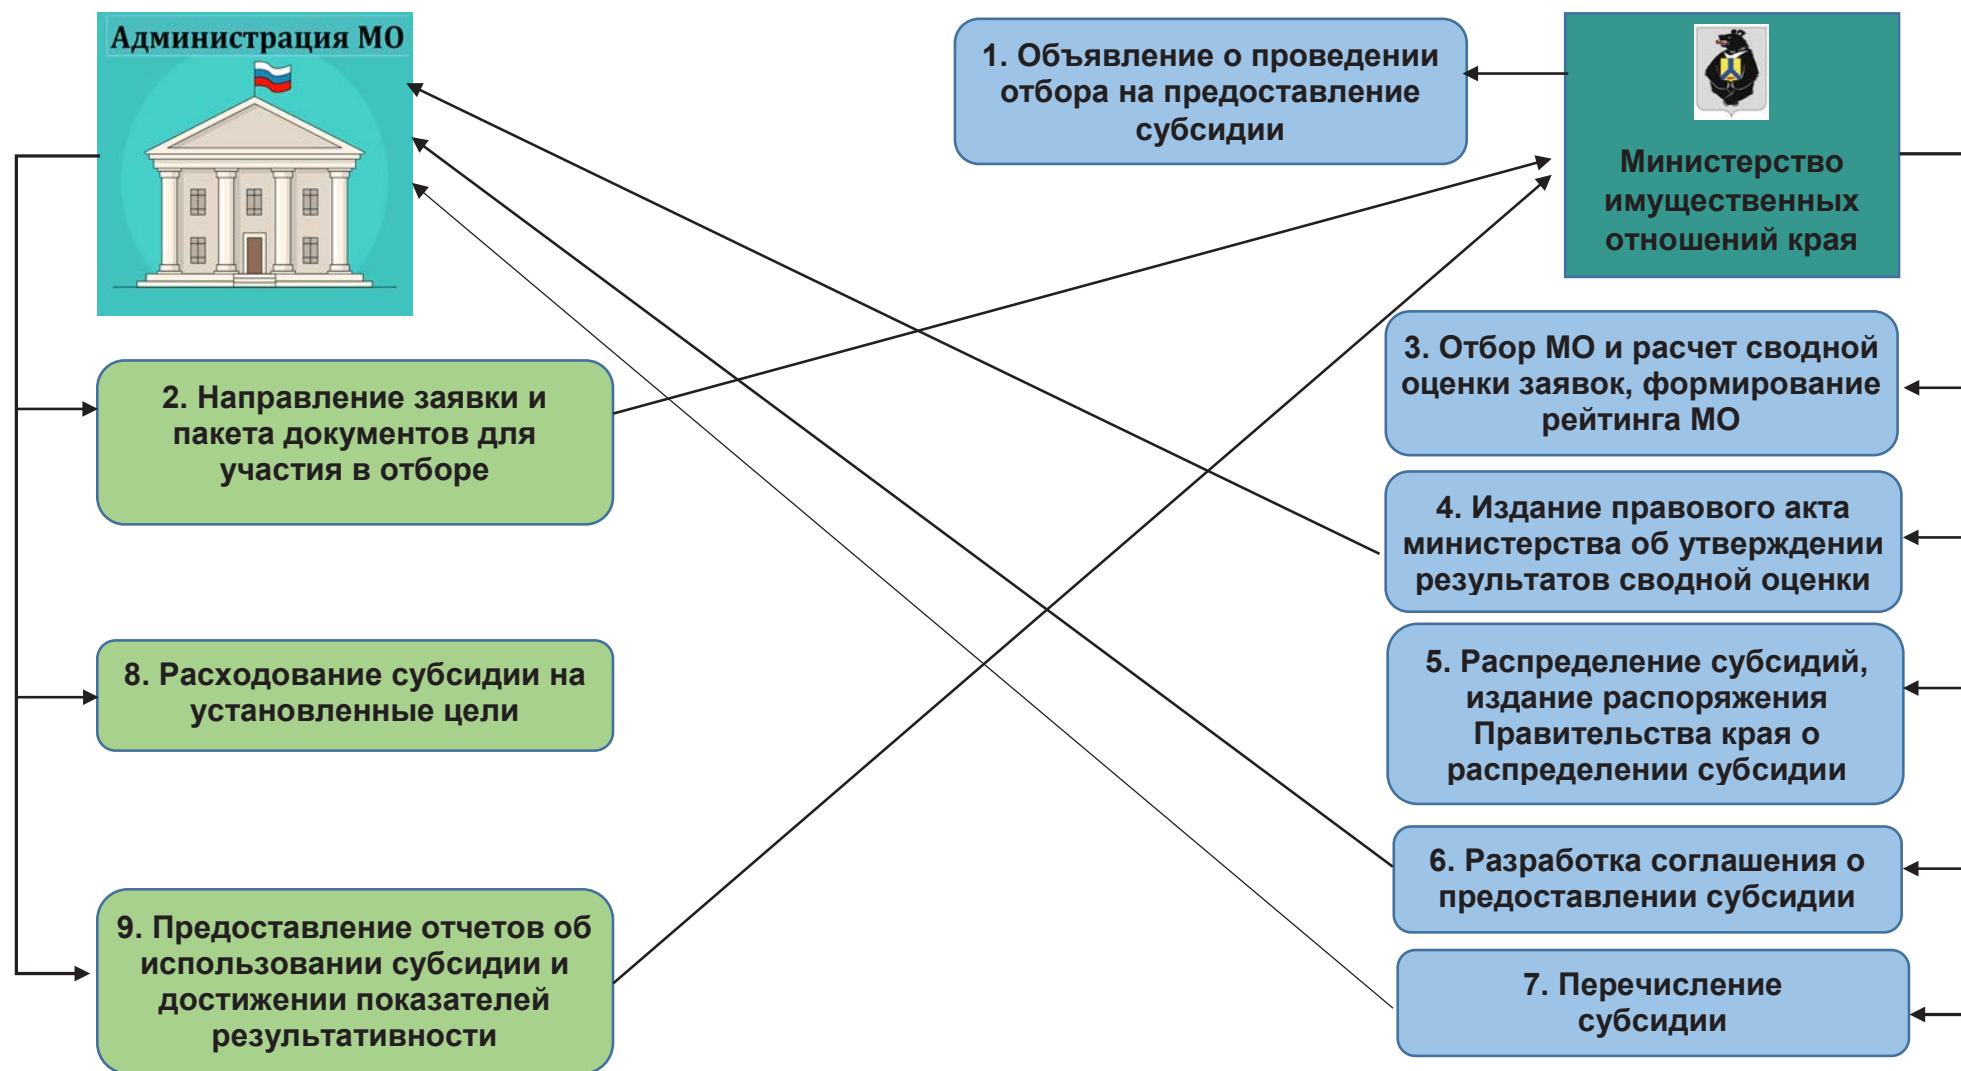 Администрация МО
1. Объявление о проведении
отбора на предоставление
субсидии
Министерство
имущественных
отношений края
2. Направление заявки и
пакета документов для
участия в отборе
3. Отбор МО и расчет сводной
оценки заявок, формирование
рейтинга МО
4. Издание правового акта
министерства об утверждении
результатов сводной оценки
5. Распределение субсидий,
издание распоряжения
Правительства края о
распределении субсидии
6. Разработка соглашения о
предоставлении субсидии
7. Перечисление
субсидии
8. Расходование субсидии на
установленные цели
9. Предоставление отчетов об
использовании субсидии и
достижении показателей
результативности